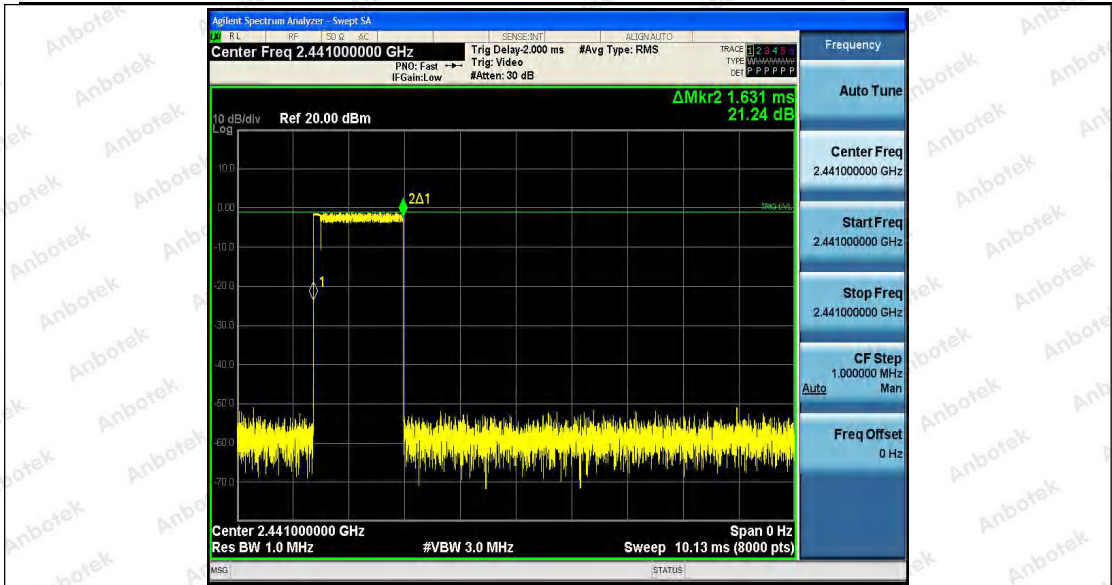 Agilent Spectrum Analyzer - Swept SA
RL RF 50 Ω AC SENSE:INT ALIGN AUTO
Center Freq 2.441000000 GHz
PNO: Fast
IFGain:Low
Trig Delay-2.000 ms
Trig: Video
#Atten: 30 dB
#Avg Type: RMS
TRACE 1 2 3 4 5 6
TYPE W
DET P P P P P P
ΔMkr2 1.631 ms
21.24 dB
10 dB/div Ref 20.00 dBm
Log
10.0
0.00
-10.0
-20.0
-30.0
-40.0
-50.0
-60.0
-70.0
2Δ1
TRIG LVL
1
Center 2.441000000 GHz Span 0 Hz
Res BW 1.0 MHz #VBW 3.0 MHz Sweep 10.13 ms (8000 pts)
MSG STATUS
Frequency
Auto Tune
Center Freq
2.441000000 GHz
Start Freq
2.441000000 GHz
Stop Freq
2.441000000 GHz
CF Step
1.000000 MHz
Auto Man
Freq Offset
0 Hz
Anbotek